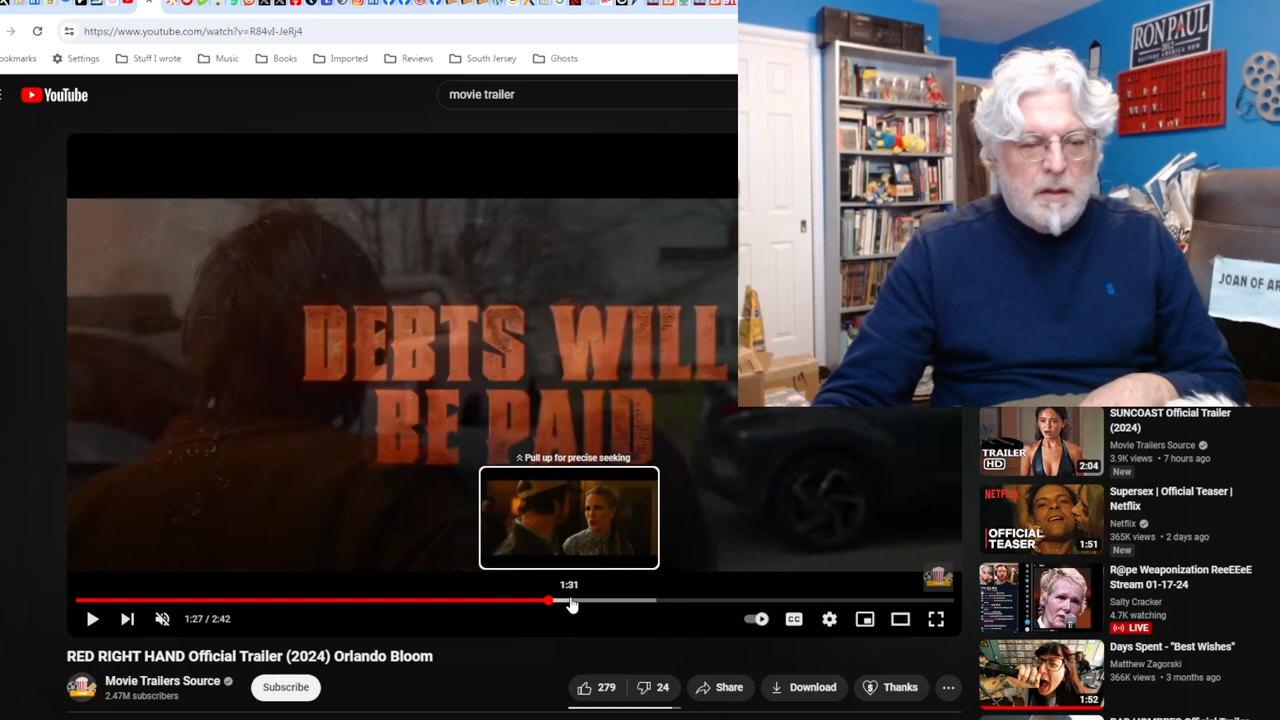 https://www.youtube.com/watch?v=R84vI-JeRj4
okmarks
Settings
Stuff I wrote
Music
Books
Imported
Reviews
South Jersey
Ghosts
YouTube
movie trailer
RON PAUL
2012
RESTORE AMERICA NOW
JOAN OF AR
DEBTS WILL
BE PAID
Pull up for precise seeking
1:31
1:27 / 2:42
CC
RED RIGHT HAND Official Trailer (2024) Orlando Bloom
Movie Trailers Source
2.47M subscribers
Subscribe
279
24
Share
Download
Thanks
TRAILER
HD
2:04
SUNCOAST Official Trailer
(2024)
Movie Trailers Source
3.9K views • 7 hours ago
New
NETFLIX
OFFICIAL
TEASER
1:51
Supersex | Official Teaser |
Netflix
Netflix
365K views • 2 days ago
New
R@pe Weaponization ReeEEeE
Stream 01-17-24
Salty Cracker
4.7K watching
LIVE
1:52
Days Spent - "Best Wishes"
Matthew Zagorski
366K views • 3 months ago